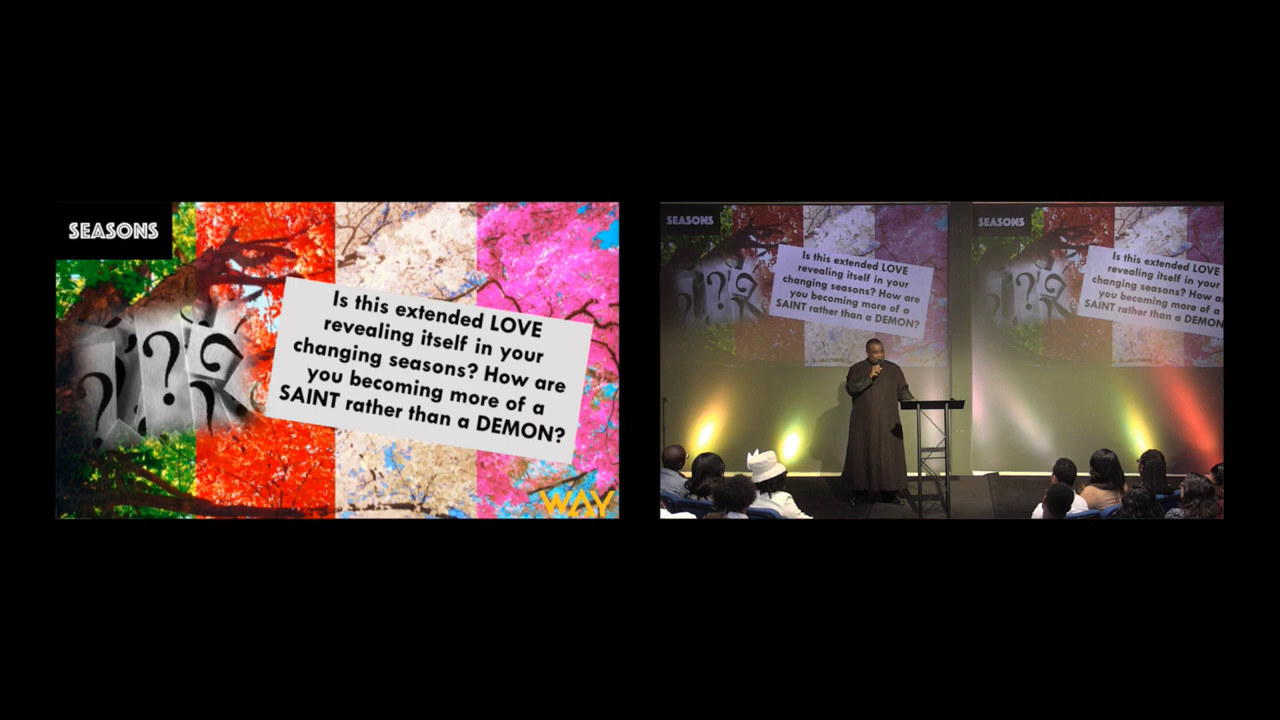 SEASONS
Is this extended LOVE
revealing itself in your
changing seasons? How are
you becoming more of a
SAINT rather than a DEMON?
WAY
SEASONS
Is this extended LOVE
revealing itself in your
changing seasons? How are
you becoming more of a
SAINT rather than a DEMON?
SEASONS
Is this extended LOVE
revealing itself in your
changing seasons? How a
you becoming more of a
SAINT rather than a DEMON